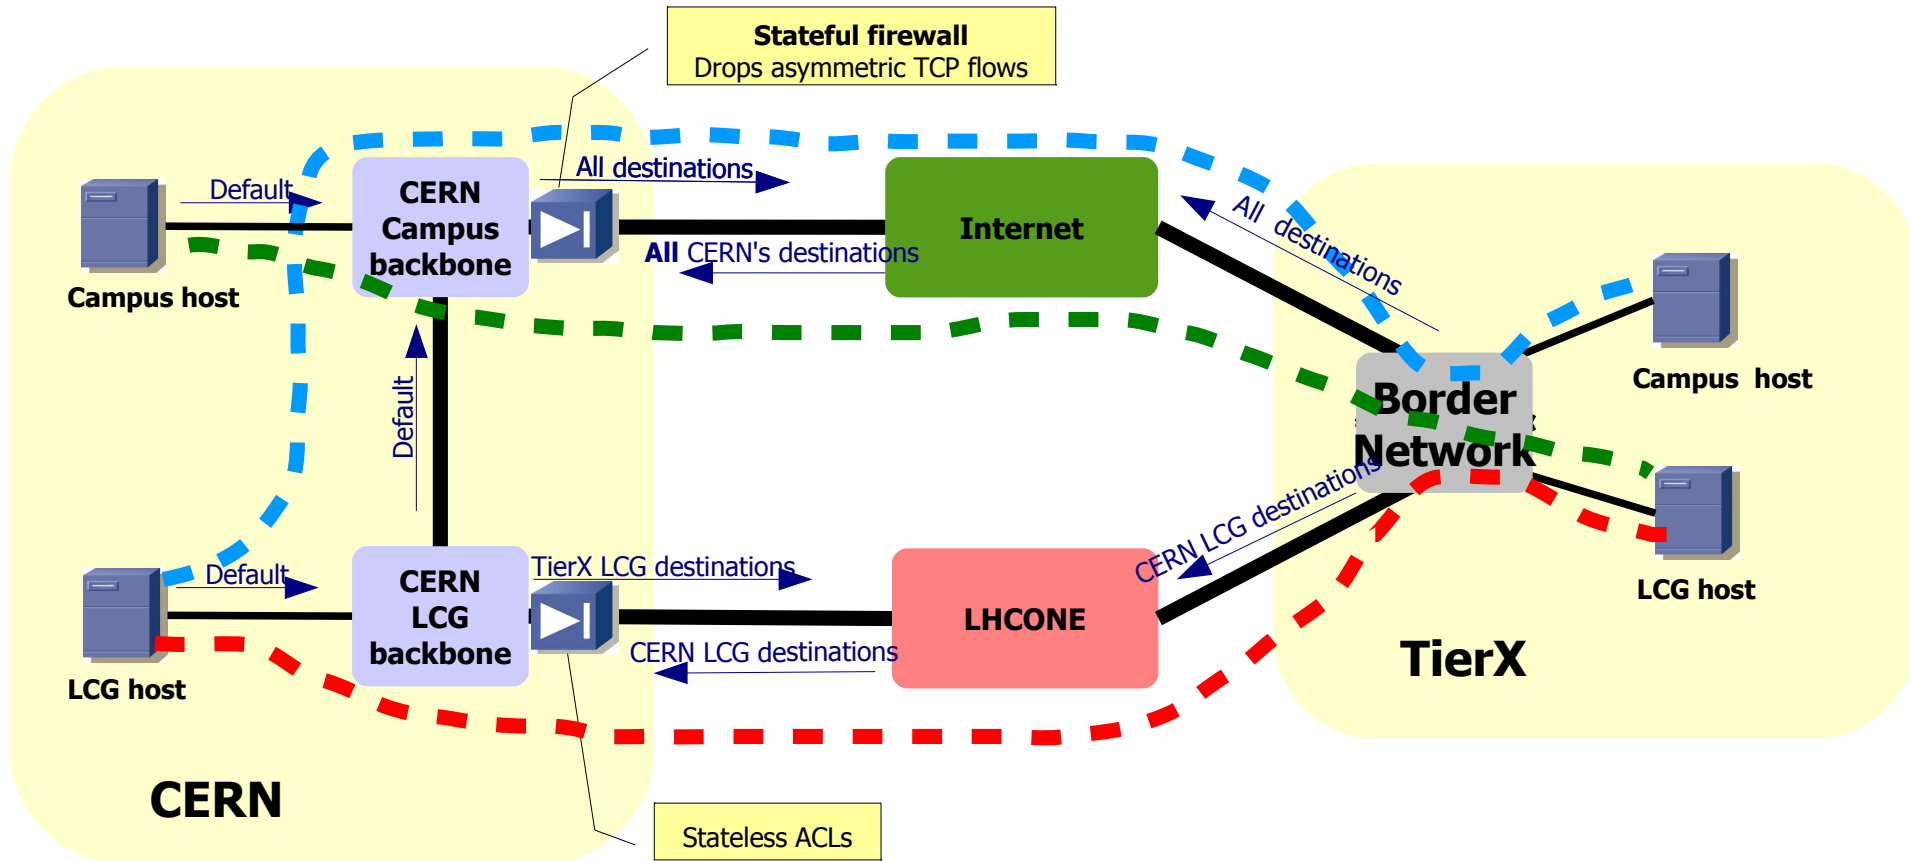 Stateful firewall
Drops asymmetric TCP flows
All destinations
Default
CERN
Campus
backbone
Internet
All CERN's destinations
Campus host
All destinations
Campus host
Default
Border
Network
CERN LCG destinations
LCG host
TierX
Default
CERN
LCG
backbone
TierX LCG destinations
CERN LCG destinations
LHCONE
LCG host
CERN
Stateless ACLs